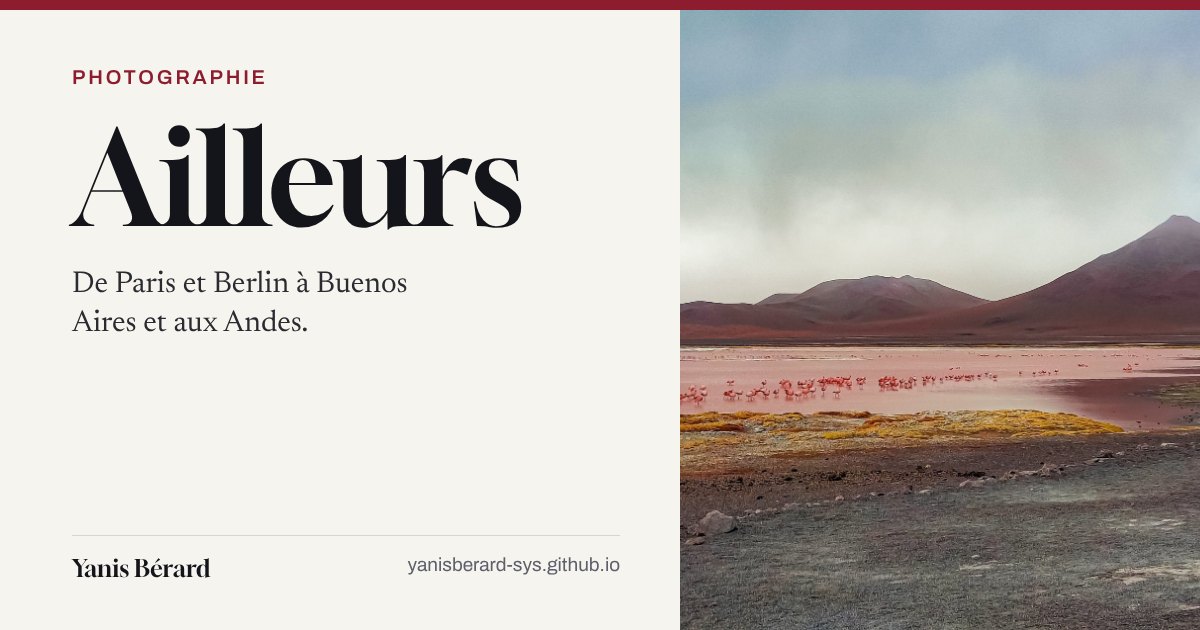 PHOTOGRAPHIE
Ailleurs
De Paris et Berlin à Buenos
Aires et aux Andes.
Yanis Bérard
yanisberard-sys.github.io